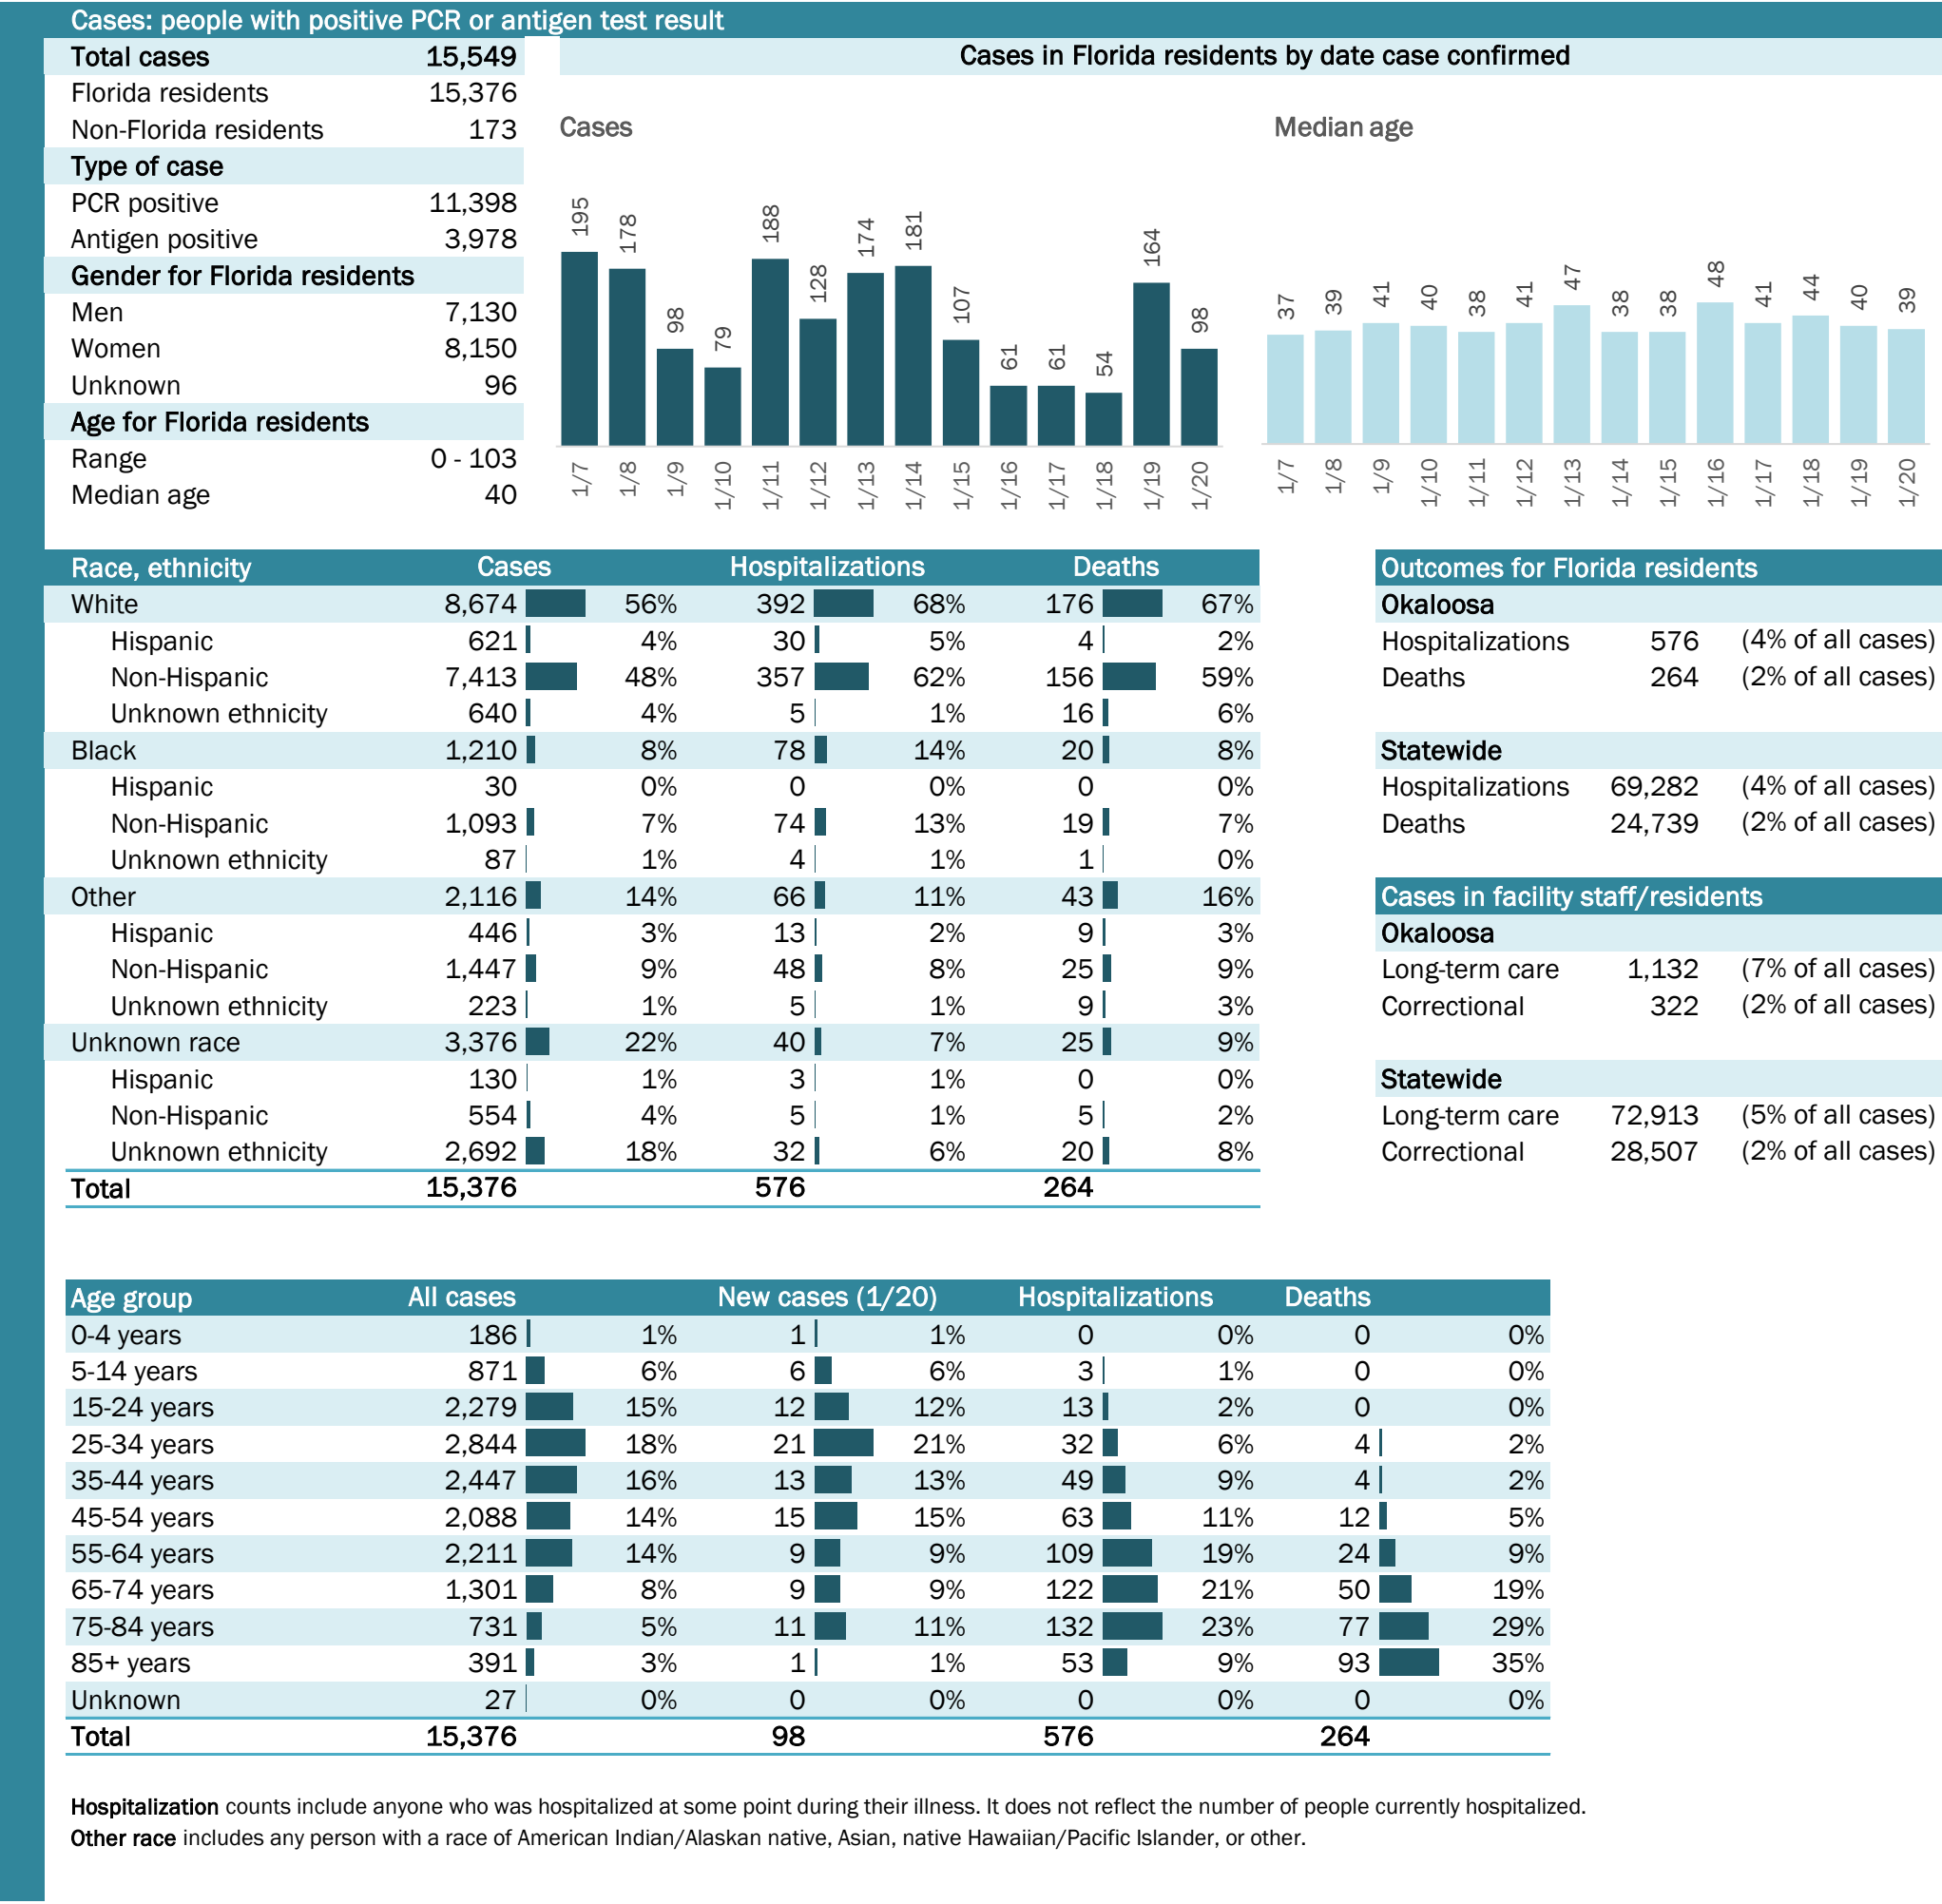 Cases: people with positive PCR or antigen test result
Total cases 15,549
Florida residents 15,376
Non-Florida residents 173
Type of case
PCR positive 11,398
Antigen positive 3,978
Gender for Florida residents
Men 7,130
Women 8,150
Unknown 96
Age for Florida residents
Range 0 - 103
Median age 40
Cases in Florida residents by date case confirmed
Cases
195 178 98 79 188 128 174 181 107 61 61 54 164 98
1/7 1/8 1/9 1/10 1/11 1/12 1/13 1/14 1/15 1/16 1/17 1/18 1/19 1/20
Median age
37 39 41 40 38 41 47 38 38 48 41 44 40 39
1/7 1/8 1/9 1/10 1/11 1/12 1/13 1/14 1/15 1/16 1/17 1/18 1/19 1/20
Race, ethnicity Cases Hospitalizations Deaths
White 8,674 56% 392 68% 176 67%
Hispanic 621 4% 30 5% 4 2%
Non-Hispanic 7,413 48% 357 62% 156 59%
Unknown ethnicity 640 4% 5 1% 16 6%
Black 1,210 8% 78 14% 20 8%
Hispanic 30 0% 0 0% 0 0%
Non-Hispanic 1,093 7% 74 13% 19 7%
Unknown ethnicity 87 1% 4 1% 1 0%
Other 2,116 14% 66 11% 43 16%
Hispanic 446 3% 13 2% 9 3%
Non-Hispanic 1,447 9% 48 8% 25 9%
Unknown ethnicity 223 1% 5 1% 9 3%
Unknown race 3,376 22% 40 7% 25 9%
Hispanic 130 1% 3 1% 0 0%
Non-Hispanic 554 4% 5 1% 5 2%
Unknown ethnicity 2,692 18% 32 6% 20 8%
Total 15,376 576 264
Outcomes for Florida residents
Okaloosa
Hospitalizations 576 (4% of all cases)
Deaths 264 (2% of all cases)
Statewide
Hospitalizations 69,282 (4% of all cases)
Deaths 24,739 (2% of all cases)
Cases in facility staff/residents
Okaloosa
Long-term care 1,132 (7% of all cases)
Correctional 322 (2% of all cases)
Statewide
Long-term care 72,913 (5% of all cases)
Correctional 28,507 (2% of all cases)
Age group All cases New cases (1/20) Hospitalizations Deaths
0-4 years 186 1% 1 1% 0 0% 0 0%
5-14 years 871 6% 6 6% 3 1% 0 0%
15-24 years 2,279 15% 12 12% 13 2% 0 0%
25-34 years 2,844 18% 21 21% 32 6% 4 2%
35-44 years 2,447 16% 13 13% 49 9% 4 2%
45-54 years 2,088 14% 15 15% 63 11% 12 5%
55-64 years 2,211 14% 9 9% 109 19% 24 9%
65-74 years 1,301 8% 9 9% 122 21% 50 19%
75-84 years 731 5% 11 11% 132 23% 77 29%
85+ years 391 3% 1 1% 53 9% 93 35%
Unknown 27 0% 0 0% 0 0% 0 0%
Total 15,376 98 576 264
Hospitalization counts include anyone who was hospitalized at some point during their illness. It does not reflect the number of people currently hospitalized.
Other race includes any person with a race of American Indian/Alaskan native, Asian, native Hawaiian/Pacific Islander, or other.